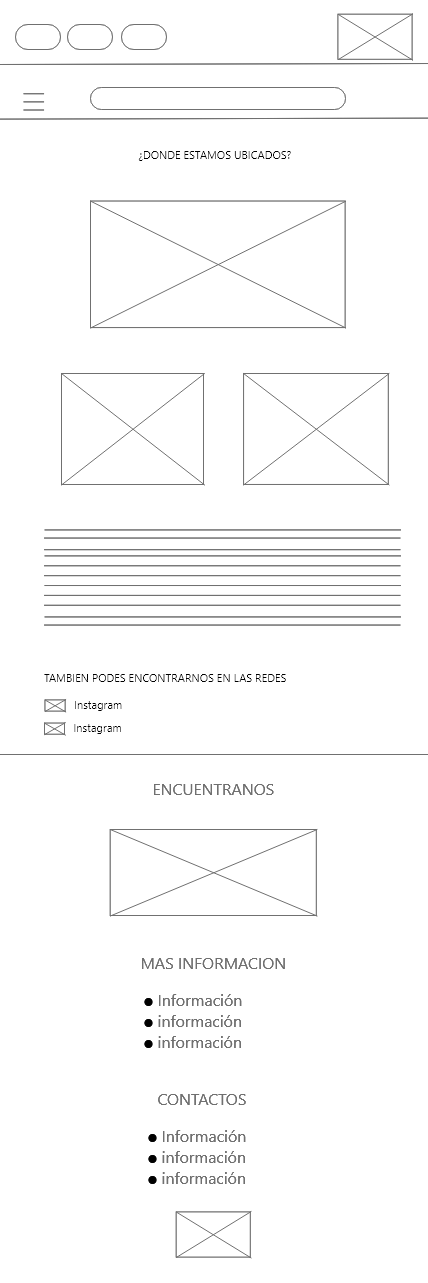 ¿DONDE ESTAMOS UBICADOS?
TAMBIEN PODES ENCONTRARNOS EN LAS REDES
Instagram
Instagram
ENCUENTRANOS
MAS INFORMACION
● Información
● información
● información
CONTACTOS
● Información
● información
● información